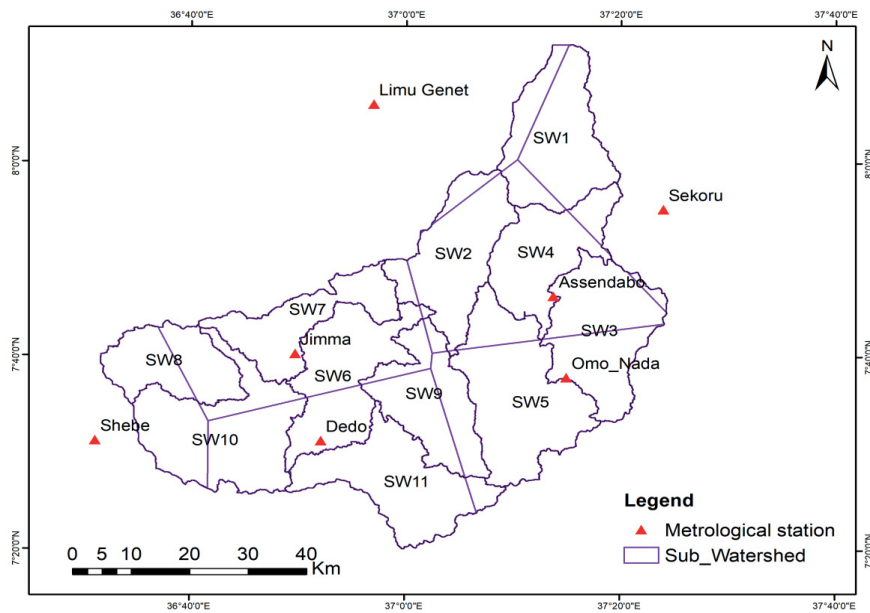 36°40'0"E 37°0'0"E 37°20'0"E 37°40'0"E
N
Limu Genet
SW1
8°0'0"N 8°0'0"N
Sekoru
SW2 SW4
Assendabo
SW7
SW3
Jimma
7°40'0"N SW8 7°40'0"N
Omo_Nada
SW6
SW9
SW5
Shebe
Dedo
SW10
SW11
Legend
Metrological station
Sub_Watershed
7°20'0"N 7°20'0"N
0 5 10 20 30 40
Km
36°40'0"E 37°0'0"E 37°20'0"E 37°40'0"E